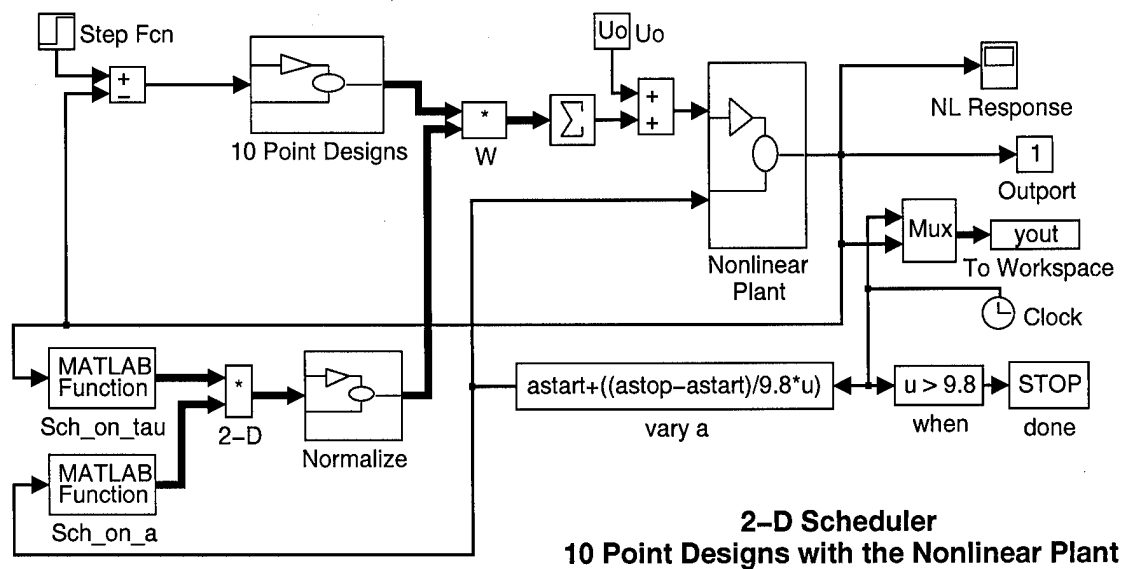 Step Fcn
+
−
10 Point Designs
*
W
Σ
Uo
Uo
+
+
Nonlinear
Plant
NL Response
1
Outport
Mux
yout
To Workspace
Clock
MATLAB
Function
Sch_on_tau
*
2−D
Normalize
astart+((astop−astart)/9.8*u)
vary a
u > 9.8
when
STOP
done
MATLAB
Function
Sch_on_a
2−D Scheduler
10 Point Designs with the Nonlinear Plant